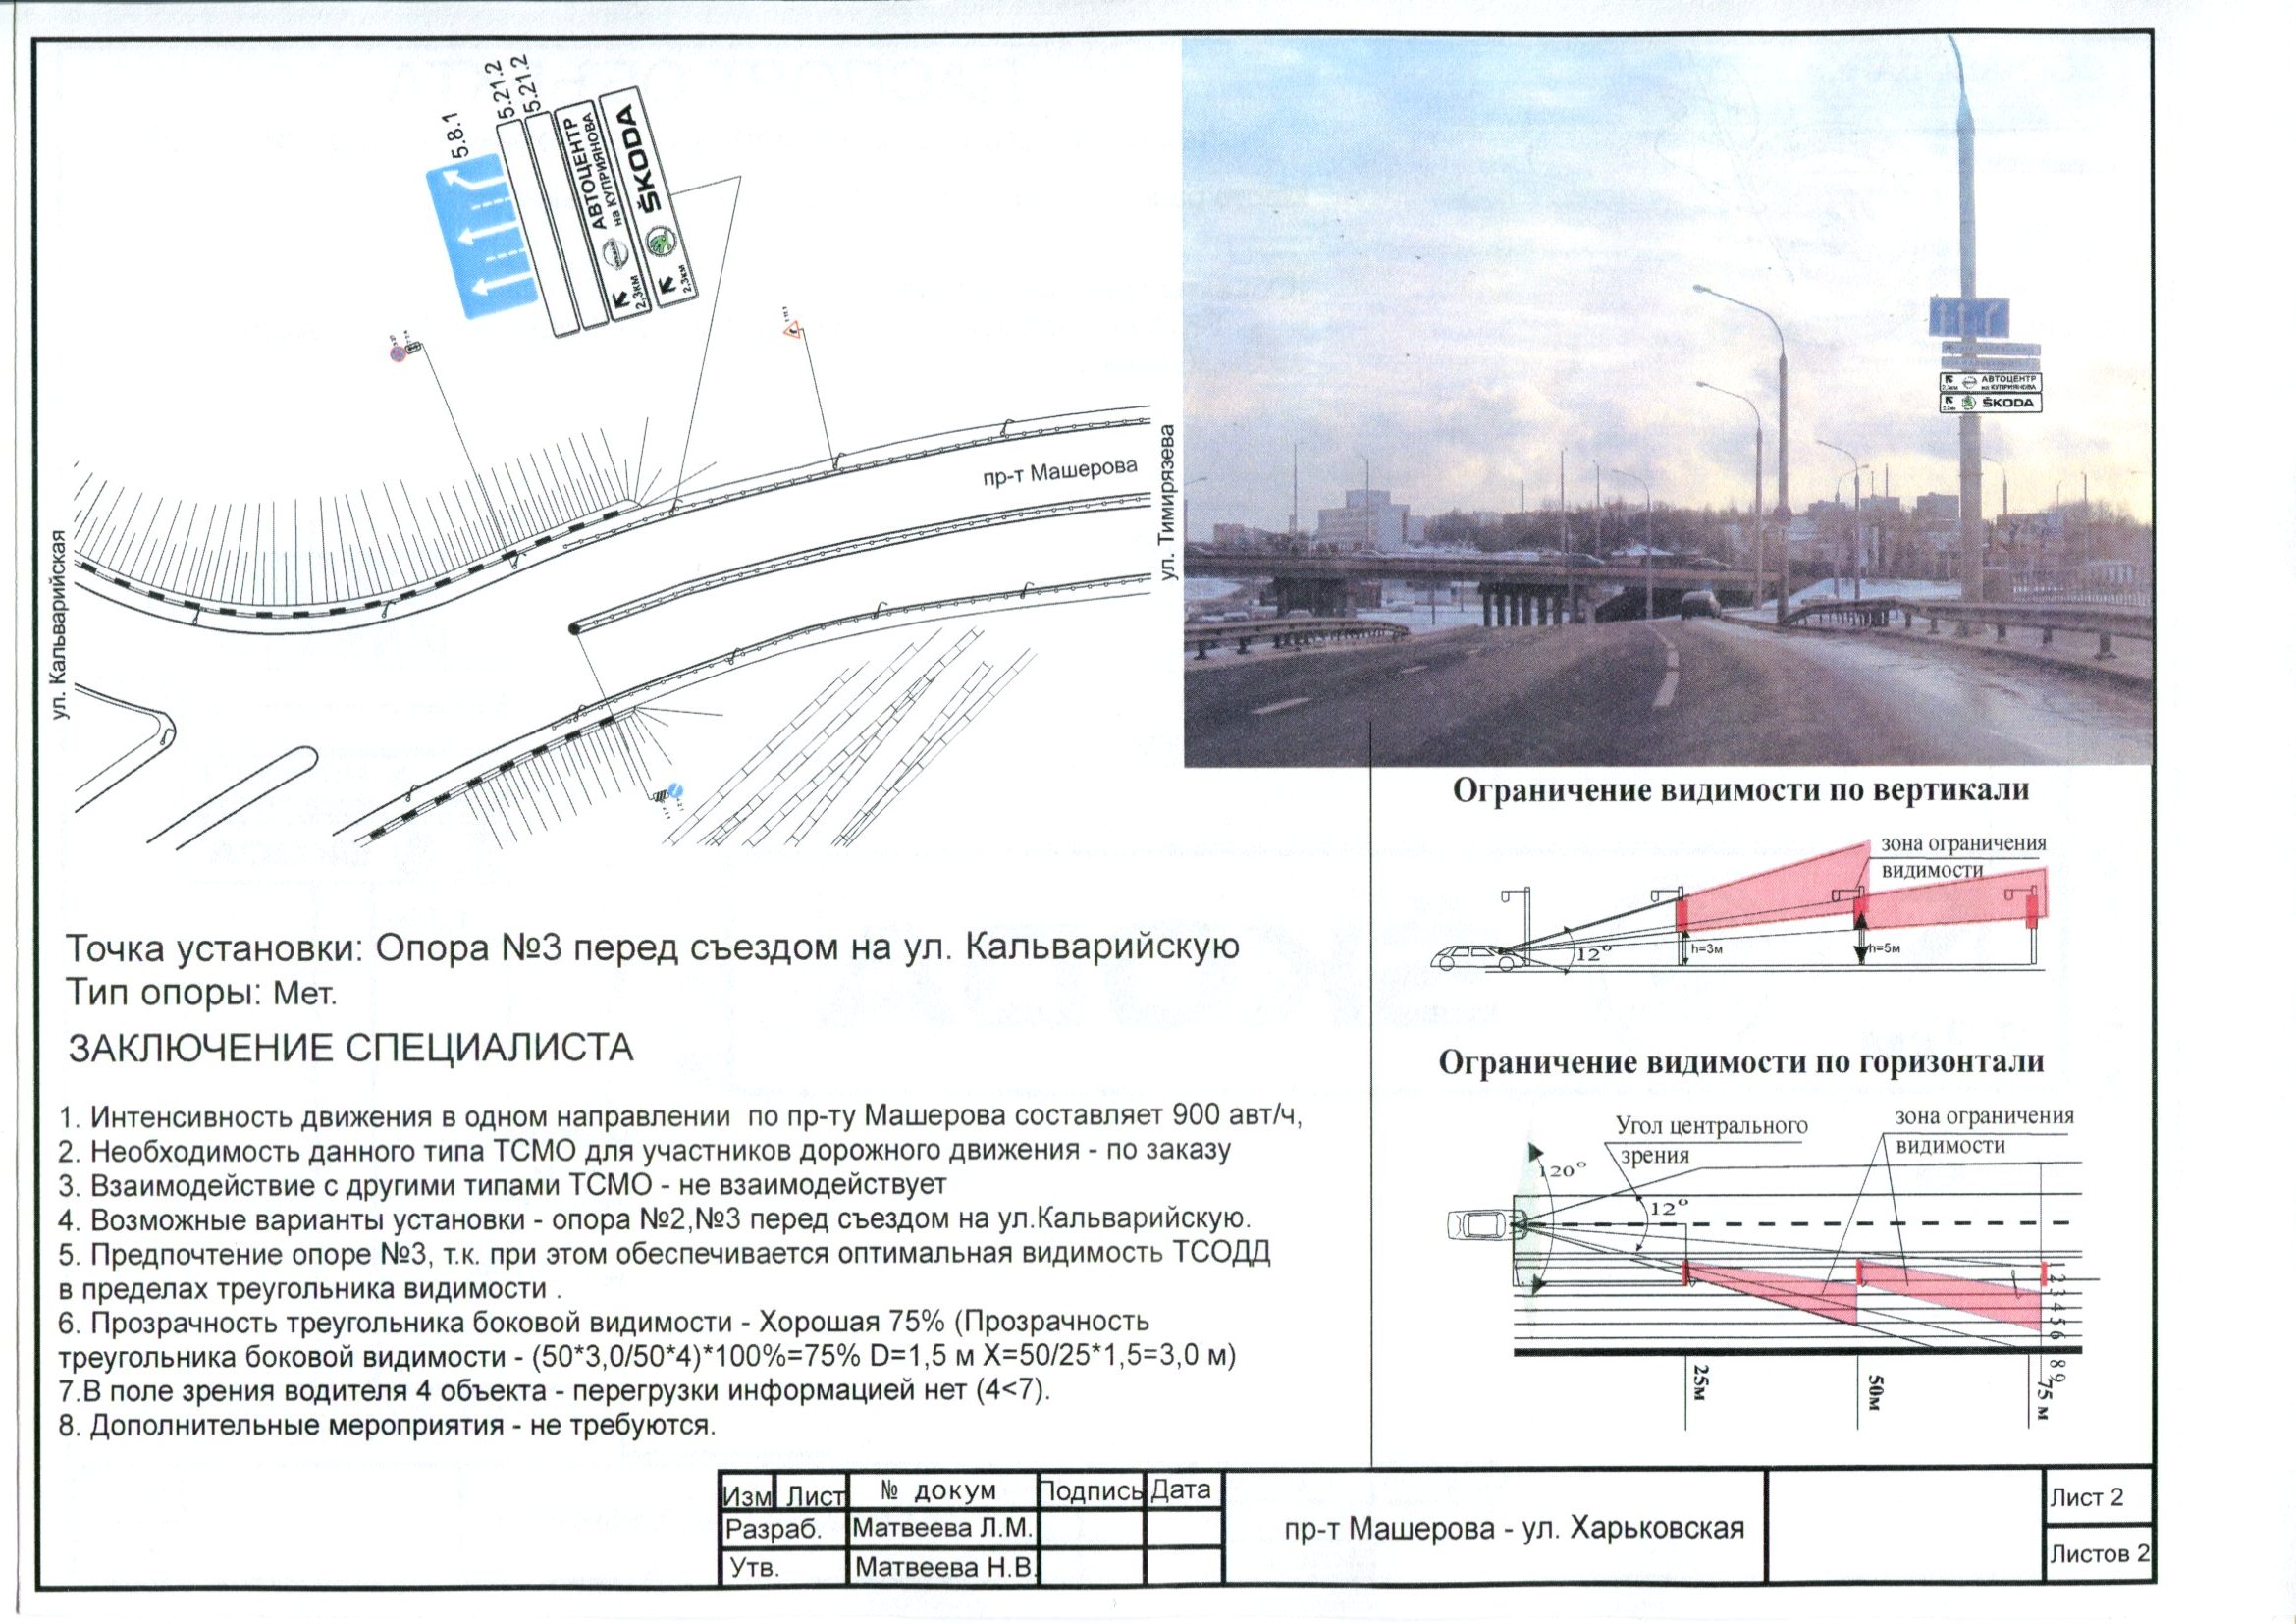 5.8.1
5.21.2
5.21.2
АВТОЦЕНТР
на КУПРИЯНОВА
2,3км
ŠKODA
2,3км
пр-т Машерова
ул. Кальварийская
ул. Тимирязева
АВТОЦЕНТР
на КУПРИЯНОВА
2,3км
ŠKODA
Ограничение видимости по вертикали
зона ограничения
видимости
12°
h=3м
h=5м
Точка установки: Опора №3 перед съездом на ул. Кальварийскую
Тип опоры: Мет.
ЗАКЛЮЧЕНИЕ СПЕЦИАЛИСТА
1. Интенсивность движения в одном направлении по пр-ту Машерова составляет 900 авт/ч,
2. Необходимость данного типа ТСМО для участников дорожного движения - по заказу
3. Взаимодействие с другими типами ТСМО - не взаимодействует
4. Возможные варианты установки - опора №2,№3 перед съездом на ул.Кальварийскую.
5. Предпочтение опоре №3, т.к. при этом обеспечивается оптимальная видимость ТСОДД
в пределах треугольника видимости .
6. Прозрачность треугольника боковой видимости - Хорошая 75% (Прозрачность
треугольника боковой видимости - (50*3,0/50*4)*100%=75% D=1,5 м X=50/25*1,5=3,0 м)
7.В поле зрения водителя 4 объекта - перегрузки информацией нет (4<7).
8. Дополнительные мероприятия - не требуются.
Ограничение видимости по горизонтали
Угол центрального
зрения
зона ограничения
видимости
120°
12°
2 3 4 5 6
8 9
25м
50м
75 м
Изм Лист № докум Подпись Дата
Разраб. Матвеева Л.М.
Утв. Матвеева Н.В.
пр-т Машерова - ул. Харьковская
Лист 2
Листов 2